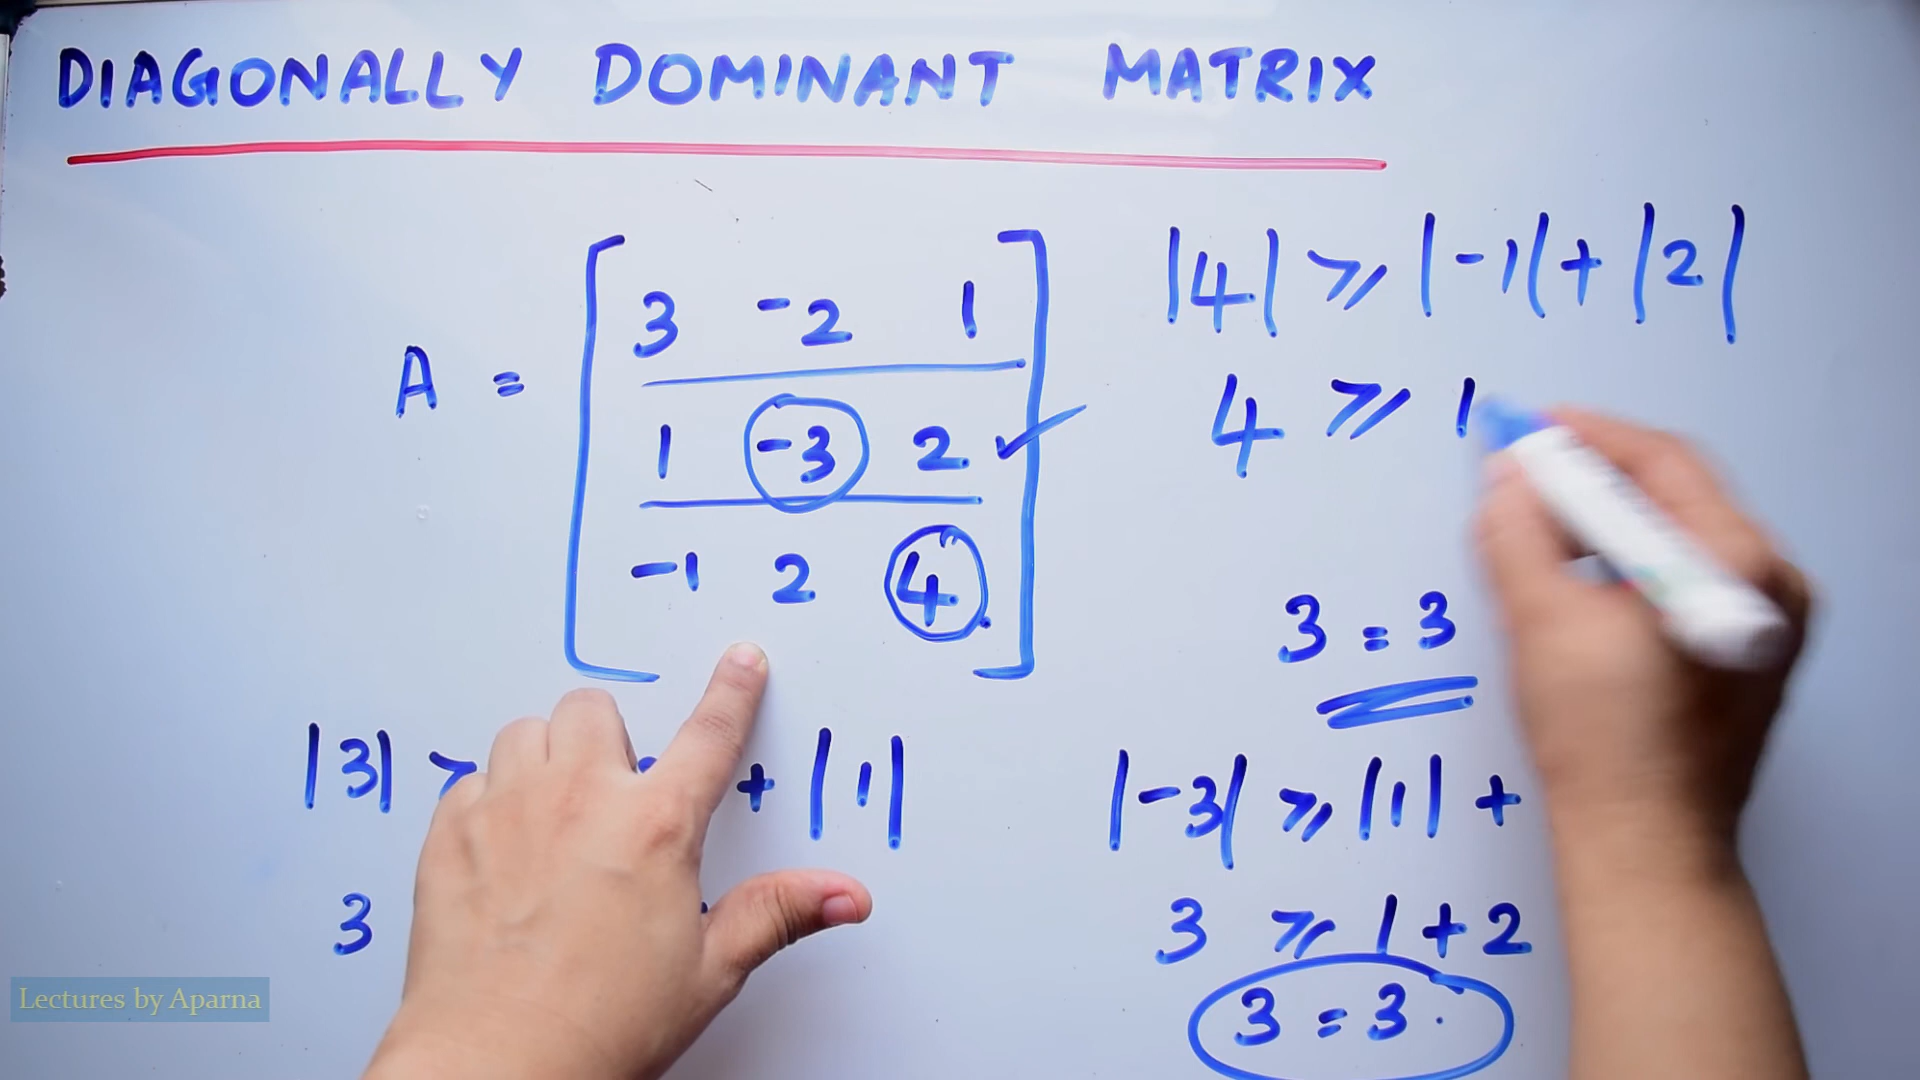 DIAGONALLY DOMINANT MATRIX
A = [ 3 -2 1
1 -3 2 ✓
-1 2 4 ]
|4| ⩾ |-1| + |2|
4 ⩾ 1
3 = 3
|3| + |1|
3
|-3| ⩾ |1| +
3 ⩾ 1 + 2
3 = 3.
Lectures by Aparna